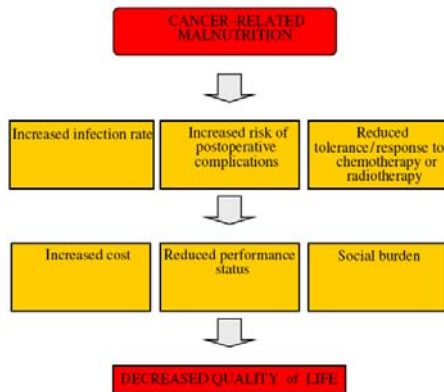 CANCER-RELATED
MALNUTRITION
Increased infection rate
Increased risk of
postoperative
complications
Reduced
tolerance/response to
chemotherapy or
radiotherapy
Increased cost
Reduced performance
status
Social burden
DECREASED QUALITY of LIFE